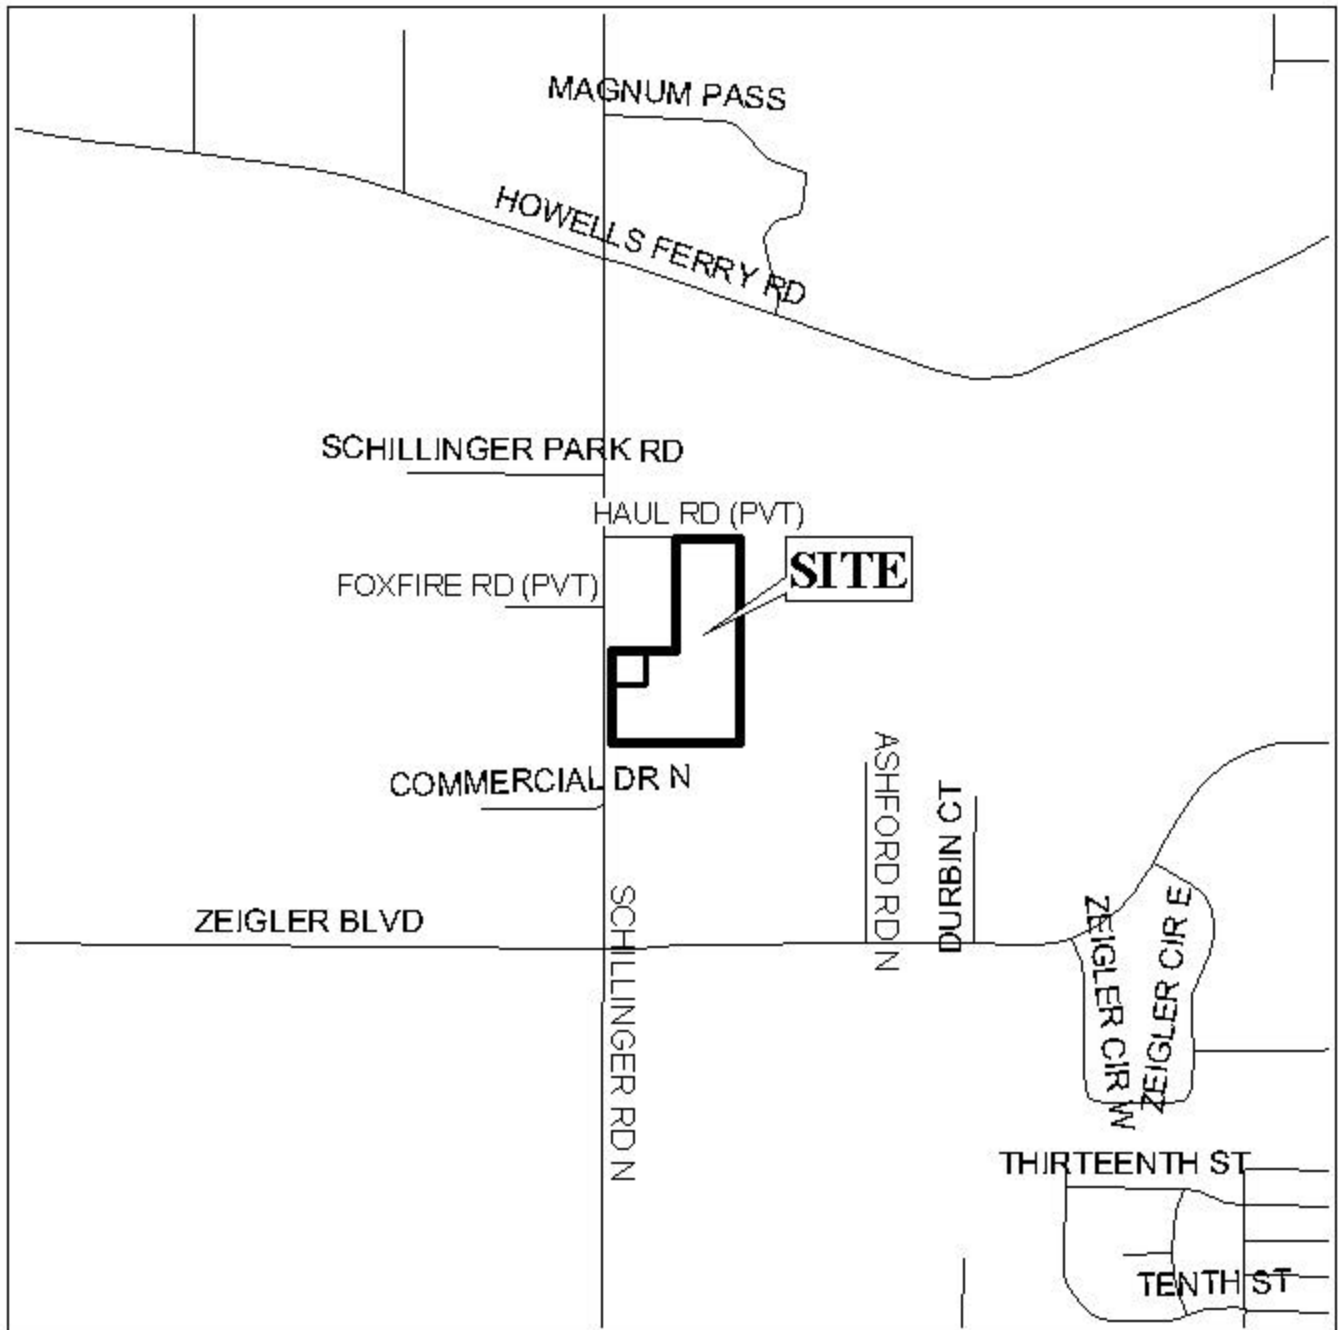 MAGNUM PASS
HOWELLS FERRY RD
SCHILLINGER PARK RD
HAUL RD (PVT)
SITE
FOXFIRE RD (PVT)
COMMERCIAL DR N
ASHFORD RD N
DURBIN CT
SCHILLINGER RD N
ZEIGLER BLVD
ZEIGLER CIR W
ZEIGLER CIR E
THIRTEENTH ST
TENTH ST